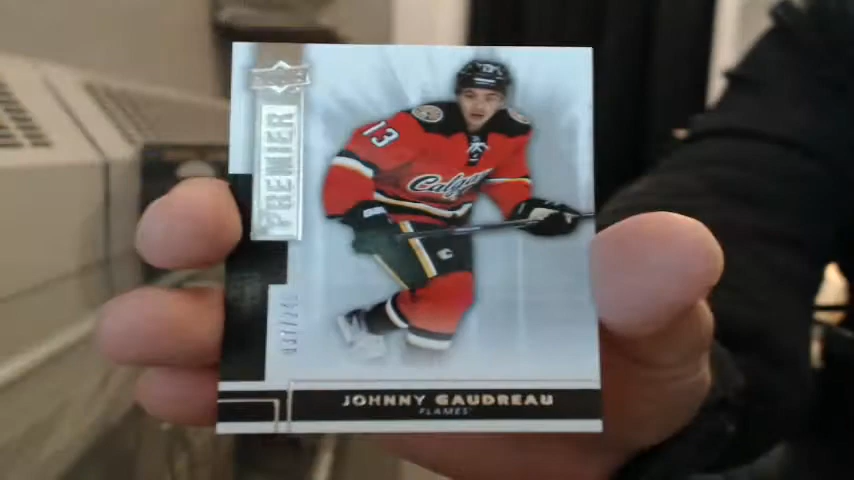 PREMIER
13
Calgary
JOHNNY GAUDREAU
FLAMES